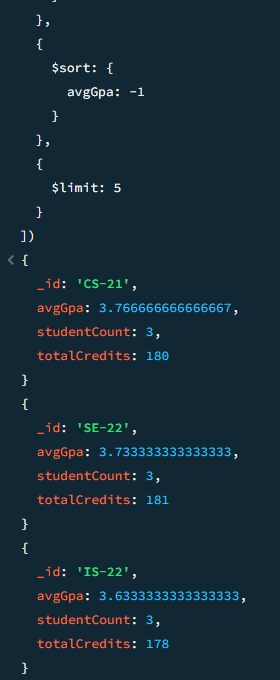 },
{
$sort: {
avgGpa: -1
}
},
{
$limit: 5
}
])
< {
_id: 'CS-21',
avgGpa: 3.766666666666667,
studentCount: 3,
totalCredits: 180
}
{
_id: 'SE-22',
avgGpa: 3.733333333333333,
studentCount: 3,
totalCredits: 181
}
{
_id: 'IS-22',
avgGpa: 3.6333333333333333,
studentCount: 3,
totalCredits: 178
}